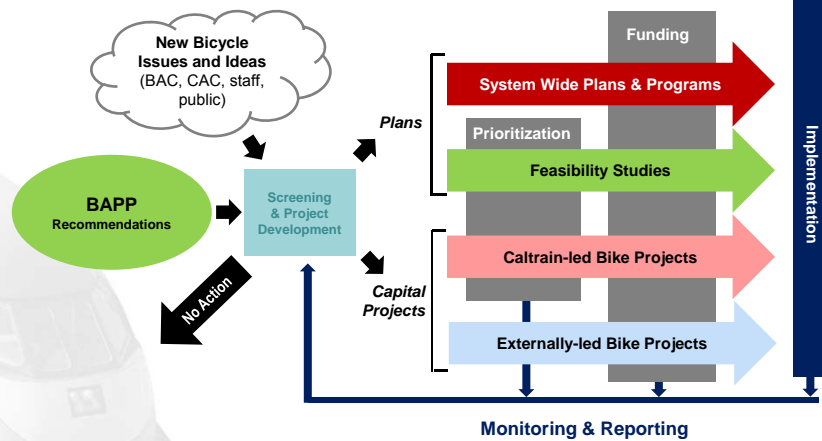 New Bicycle
Issues and Ideas
(BAC, CAC, staff,
public)
BAPP
Recommendations
Screening
& Project
Development
No Action
Plans
Capital
Projects
Prioritization
Funding
System Wide Plans & Programs
Feasibility Studies
Caltrain-led Bike Projects
Externally-led Bike Projects
Implementation
Monitoring & Reporting